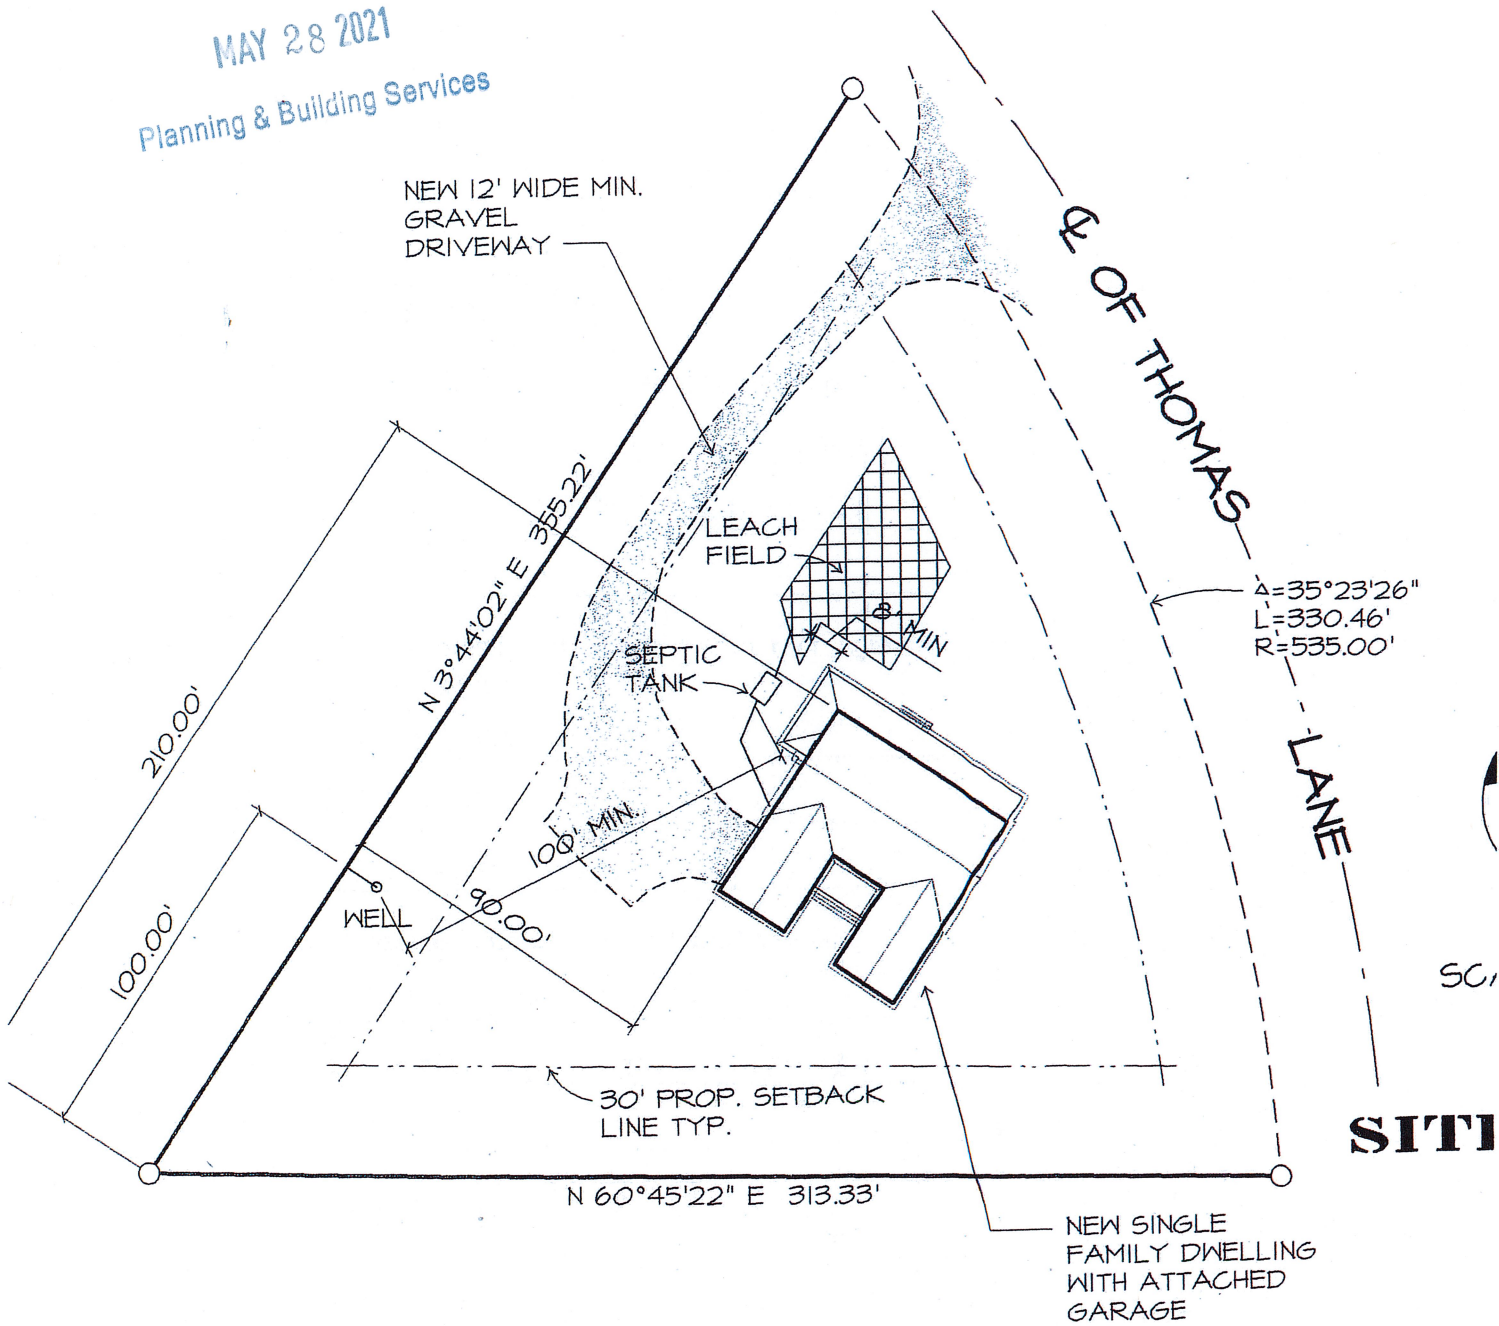 MAY 28 2021
Planning & Building Services
NEW 12' WIDE MIN.
GRAVEL
DRIVEWAY
℄ OF THOMAS LANE
N 3°44'02" E 355.22'
LEACH
FIELD
8' MIN
SEPTIC
TANK
Δ=35°23'26"
L=330.46'
R=535.00'
210.00'
100.00'
100' MIN.
90.00'
WELL
30' PROP. SETBACK
LINE TYP.
N 60°45'22" E 313.33'
NEW SINGLE
FAMILY DWELLING
WITH ATTACHED
GARAGE